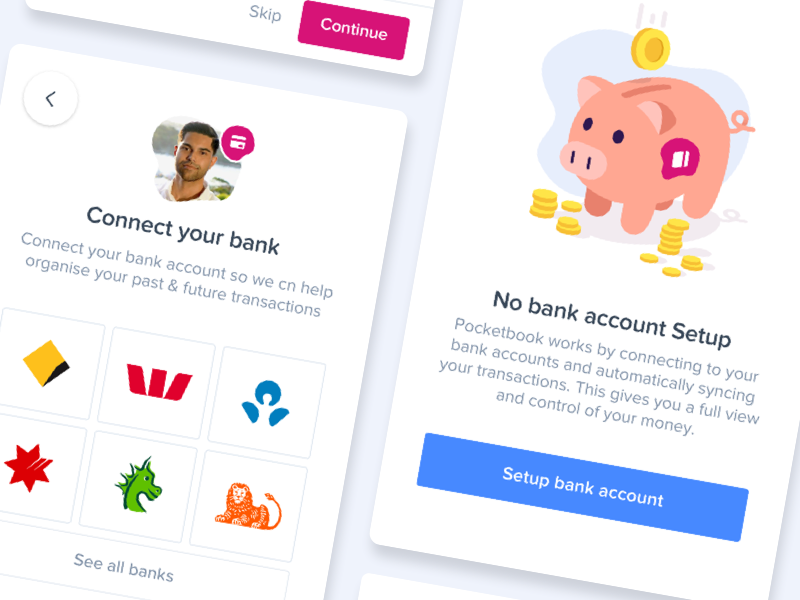 Skip
Continue
Connect your bank
Connect your bank account so we cn help
organise your past & future transactions
See all banks
No bank account Setup
Pocketbook works by connecting to your
bank accounts and automatically syncing
your transactions. This gives you a full view
and control of your money.
Setup bank account